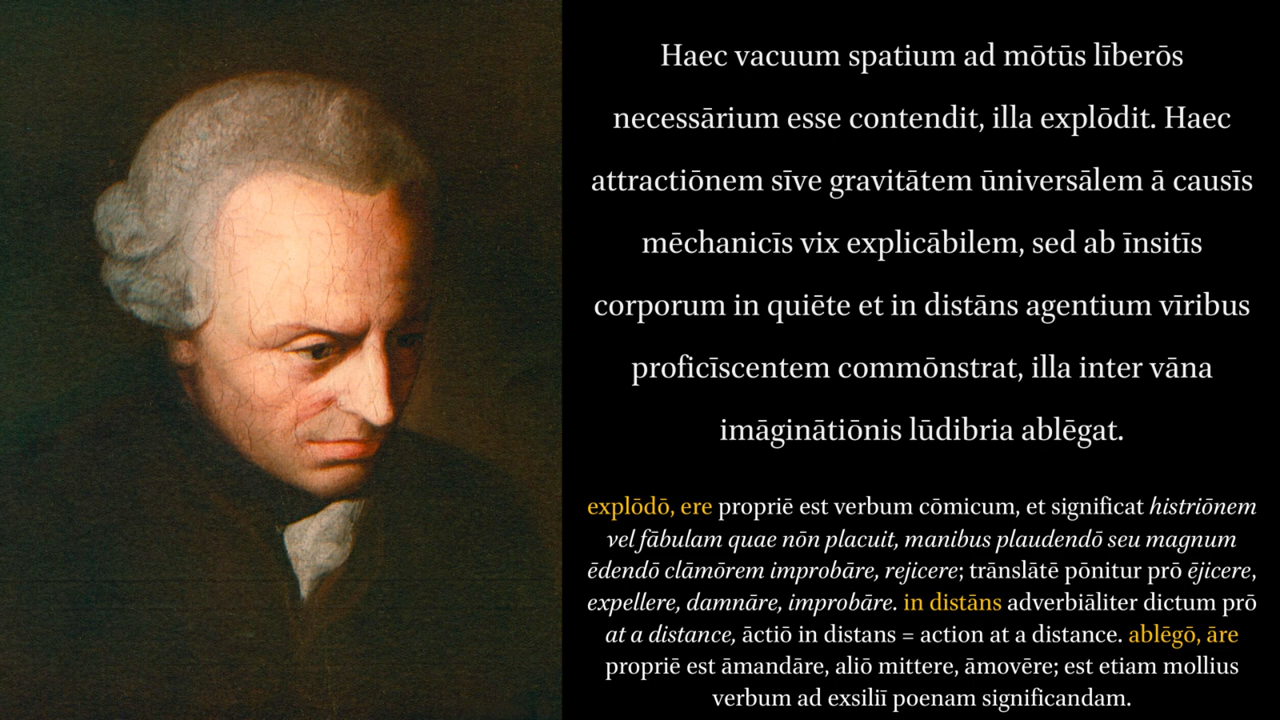 Haec vacuum spatium ad mōtūs līberōs
necessārium esse contendit, illa explōdit. Haec
attractiōnem sīve gravitātem ūniversālem ā causīs
mēchanicīs vix explicābilem, sed ab īnsitīs
corporum in quiēte et in distāns agentium vīribus
proficīscentem commōnstrat, illa inter vāna
imāginātiōnis lūdibria ablēgat.
explōdō, ere propriē est verbum cōmicum, et significat histriōnem
vel fābulam quae nōn placuit, manibus plaudendō seu magnum
ēdendō clāmōrem improbāre, rejicere; trānslātē pōnitur prō ējicere,
expellere, damnāre, improbāre. in distāns adverbiāliter dictum prō
at a distance, āctiō in distans = action at a distance. ablēgō, āre
propriē est āmandāre, aliō mittere, āmovēre; est etiam mollius
verbum ad exsiliī poenam significandam.